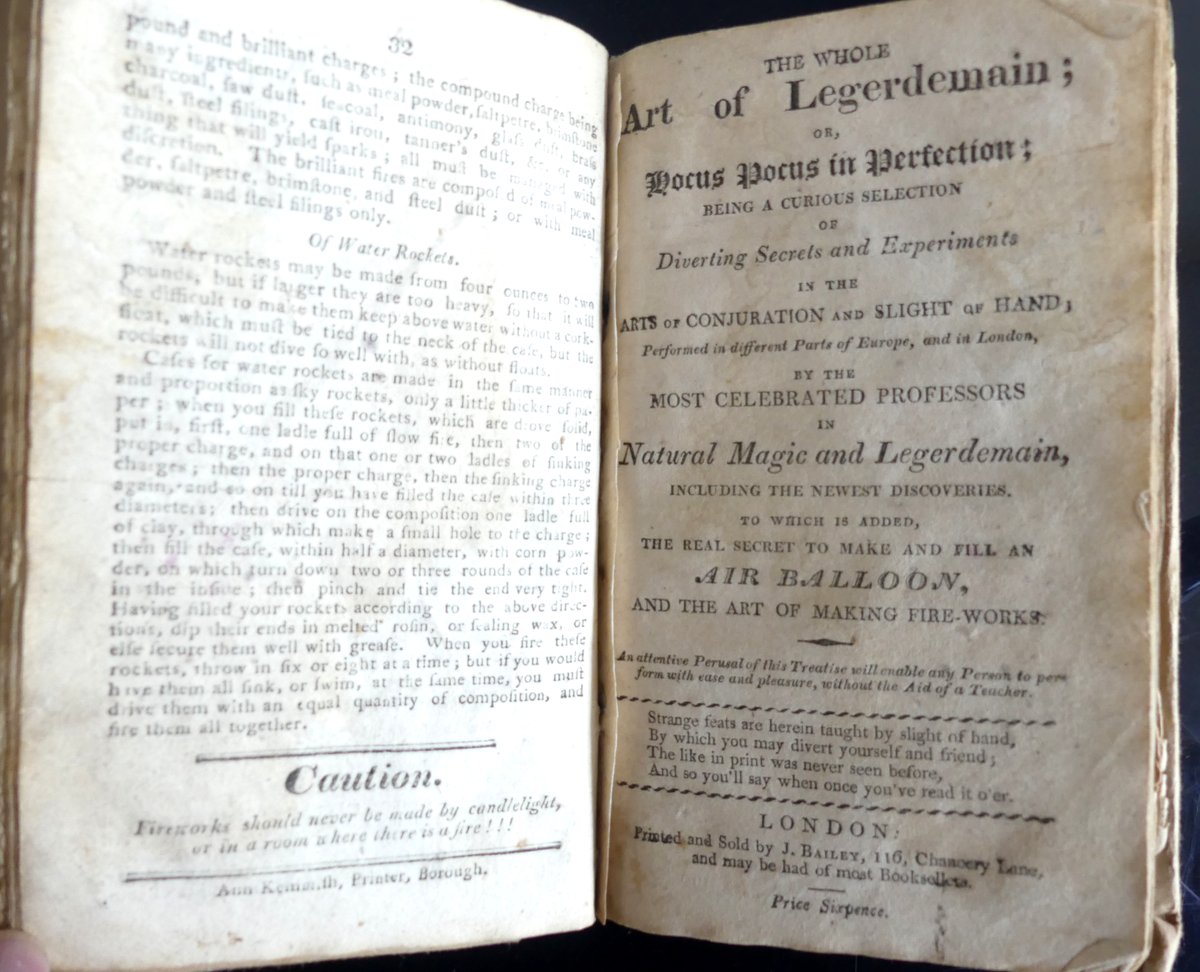 32
pound and brilliant charges ; the compound charge being
many ingredients, ſuch as meal powder, ſaltpetre, brimſtone
charcoal, ſaw duſt, ſe-coal, antimony, glaſs duſt, braſs
duſt, ſteel filings, caſt iron, tanner's duſt, &c. or any
thing that will yield ſparks ; all muſt be managed with
diſcretion. The brilliant fires are compoſ d of meal pow-
der, ſaltpetre, brimſtone, and ſteel duſt ; or with meal
powder and ſteel filings only.
Of Water Rockets.
Water rockets may be made from four ounces to two
pounds, but if larger they are too heavy, ſo that it will
be difficult to make them keep above water without a cork-
float, which muſt be tied to the neck of the caſe, but the
rockets will not dive ſo well with, as without floats.
Caſes for water rockets are made in the ſame manner
and proportion as ſky rockets, only a little thicker of pa-
per ; when you fill theſe rockets, which are drove ſolid,
put in, firſt, one ladle full of ſlow fire, then two of the
proper charge, and on that one or two ladles of ſinking
charges ; then the proper charge, then the ſinking charge
again, and so on till you have filled the caſe within three
diameters ; then drive on the compoſition one ladle full
of clay, through which make a ſmall hole to the charge ;
then fill the caſe, within half a diameter, with corn pow-
der, on which turn down two or three rounds of the caſe
in the inſide ; then pinch and tie the end very tight.
Having filled your rockets according to the above direc-
tions, dip their ends in melted roſin, or ſealing wax, or
elſe ſecure them well with greaſe. When you fire theſe
rockets, throw in ſix or eight at a time ; but if you would
have them all ſink, or ſwim, at the ſame time, you muſt
drive them with an equal quantity of compoſition, and
fire them all together.
Caution.
Fireworks should never be made by candlelight,
or in a room where there is a fire ! ! !
Ann Kemmish, Printer, Borough.
THE WHOLE
Art of Legerdemain ;
OR,
Hocus Pocus in Perfection ;
BEING A CURIOUS SELECTION
OF
Diverting Secrets and Experiments
IN THE
ARTS OF CONJURATION AND SLIGHT OF HAND ;
Performed in different Parts of Europe, and in London,
BY THE
MOST CELEBRATED PROFESSORS
IN
Natural Magic and Legerdemain,
INCLUDING THE NEWEST DISCOVERIES.
TO WHICH IS ADDED,
THE REAL SECRET TO MAKE AND FILL AN
AIR BALLOON,
AND THE ART OF MAKING FIRE-WORKS.
An attentive Perusal of this Treatise will enable any Person to per-
form with ease and pleasure, without the Aid of a Teacher.
Strange feats are herein taught by slight of hand,
By which you may divert yourself and friend ;
The like in print was never seen before,
And so you'll say when once you've read it o'er.
LONDON:
Printed and Sold by J. BAILEY, 116, Chancery Lane,
and may be had of most Booksellers.
Price Sixpence.